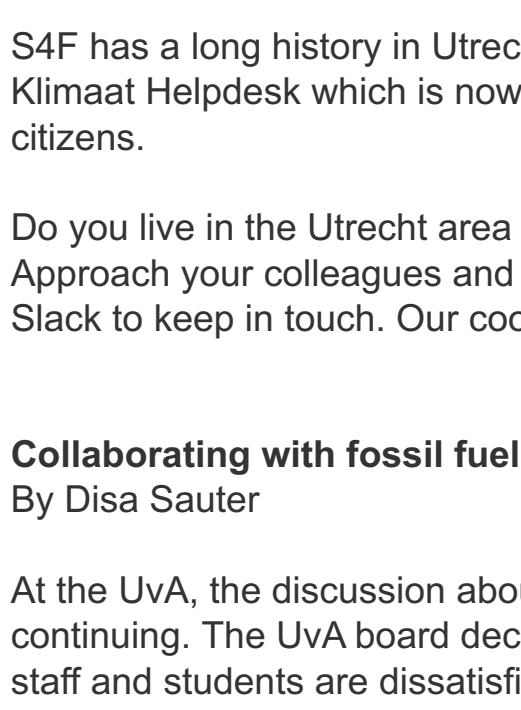 S4F has a long history in Utrec
Klimaat Helpdesk which is now
citizens.
Do you live in the Utrecht area
Approach your colleagues and
Slack to keep in touch. Our coo
Collaborating with fossil fuel
By Disa Sauter
At the UvA, the discussion abou
continuing. The UvA board dec
staff and students are dissatisfi